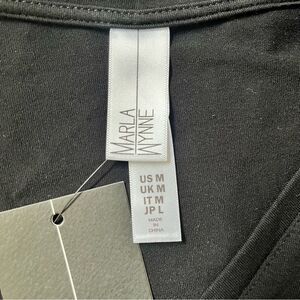 MARLA
WYNNE
US M
UK M
IT M
JP L
MADE
IN
CHINA